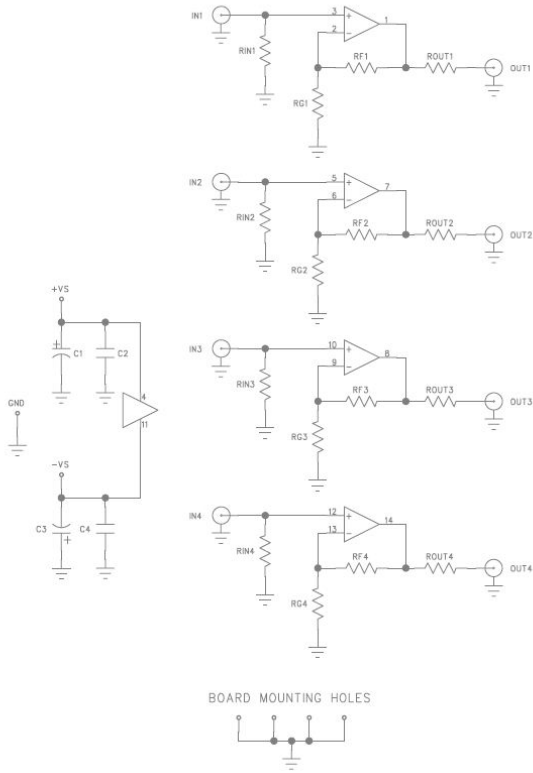 IN1
3
1
2
RIN1
RF1
ROUT1
OUT1
RG1
IN2
5
7
6
RIN2
RF2
ROUT2
OUT2
RG2
+VS
+
C1
C2
4
GND
11
-VS
C3
C4
+
IN3
10
8
9
RIN3
RF3
ROUT3
OUT3
RG3
IN4
12
14
13
RIN4
RF4
ROUT4
OUT4
RG4
BOARD MOUNTING HOLES